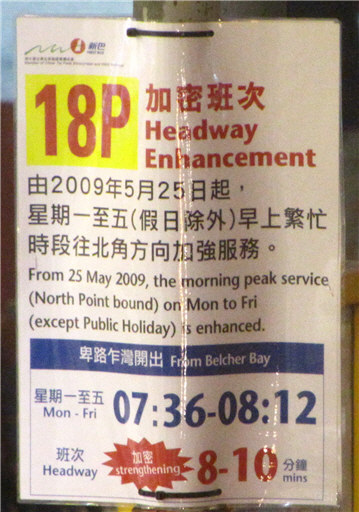 新巴
18P
加密班次
Headway
Enhancement
由2009年5月25日起，
星期一至五(假日除外)早上繁忙
時段往北角方向加強服務。
From 25 May 2009, the morning peak service
(North Point bound) on Mon to Fri
(except Public Holiday) is enhanced.
卑路乍灣開出 From Belcher Bay
星期一至五
Mon - Fri
07:36-08:12
班次
Headway
加密
strengthening
8-10
分鐘
mins